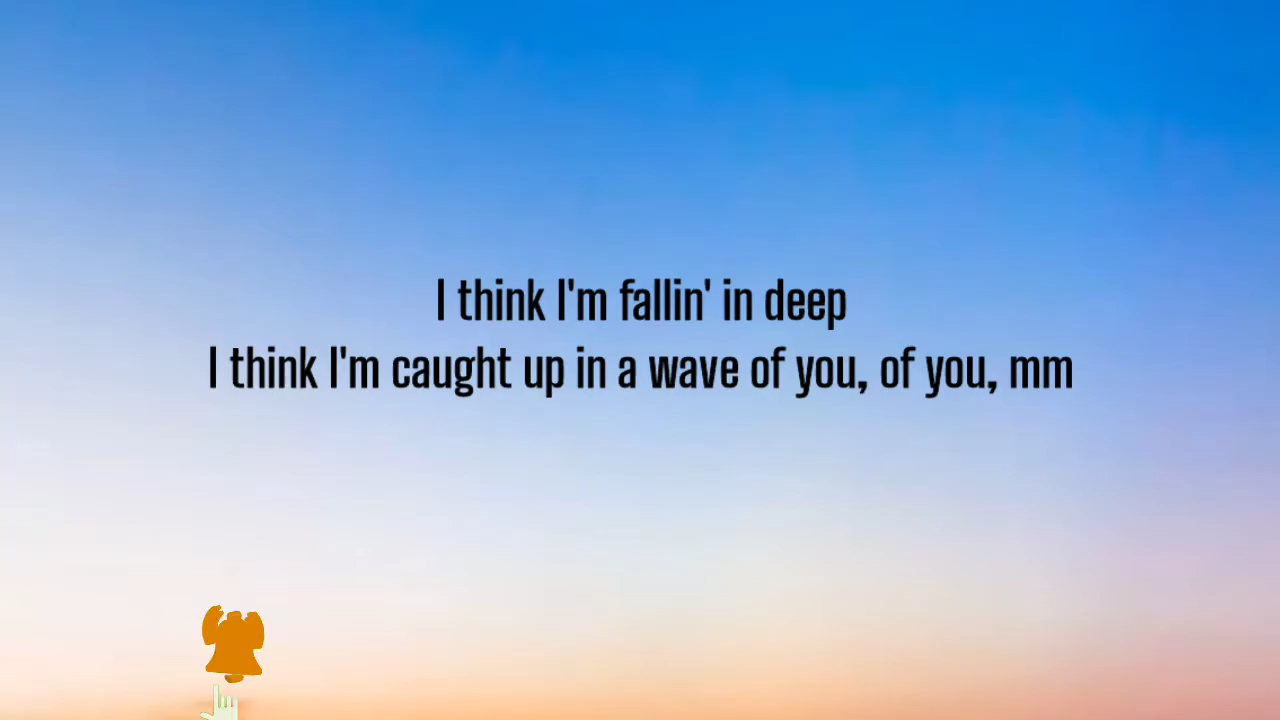 I think I'm fallin' in deep
I think I'm caught up in a wave of you, of you, mm